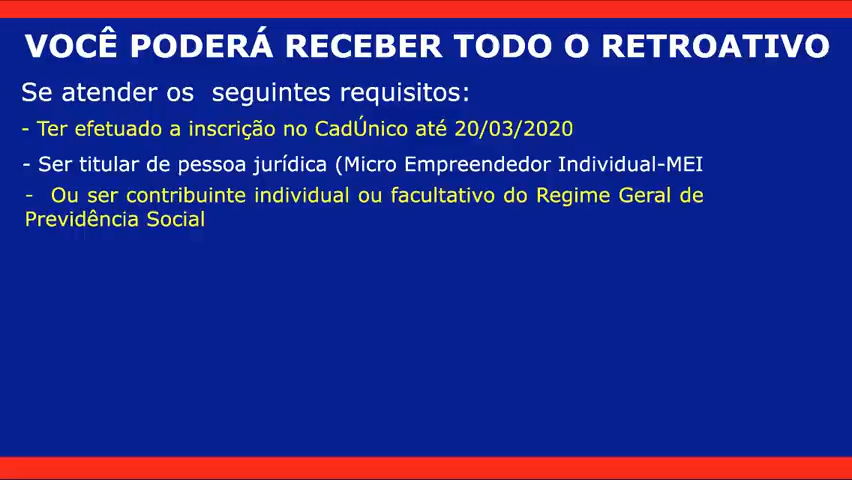 VOCÊ PODERÁ RECEBER TODO O RETROATIVO
Se atender os  seguintes requisitos:
- Ter efetuado a inscrição no CadÚnico até 20/03/2020
- Ser titular de pessoa jurídica (Micro Empreendedor Individual-MEI
-  Ou ser contribuinte individual ou facultativo do Regime Geral de
Previdência Social